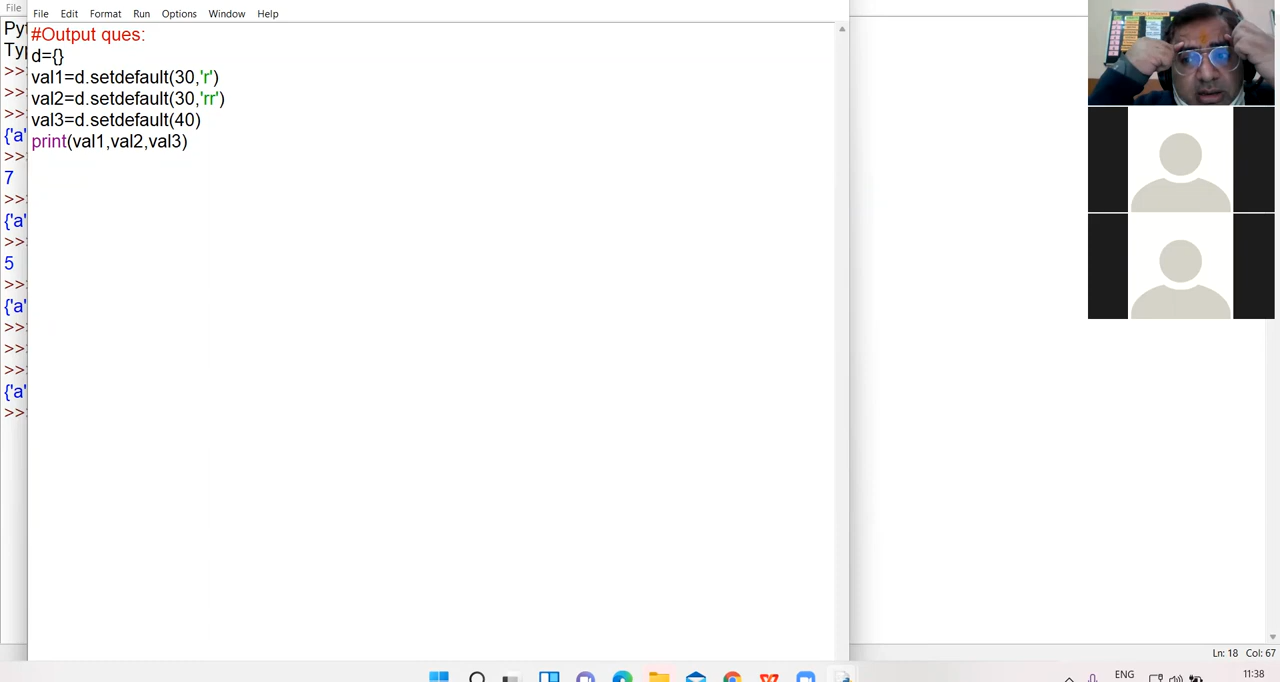 File
File Edit Format Run Options Window Help
#Output ques:
d={}
val1=d.setdefault(30,'r')
val2=d.setdefault(30,'rr')
val3=d.setdefault(40)
print(val1,val2,val3)
>>
>>
>>
{'a'
>>
7
>>
{'a'
>>
5
>>
{'a'
>>
>>
>>
{'a'
>>
Ln: 18 Col: 67
ENG
11:38